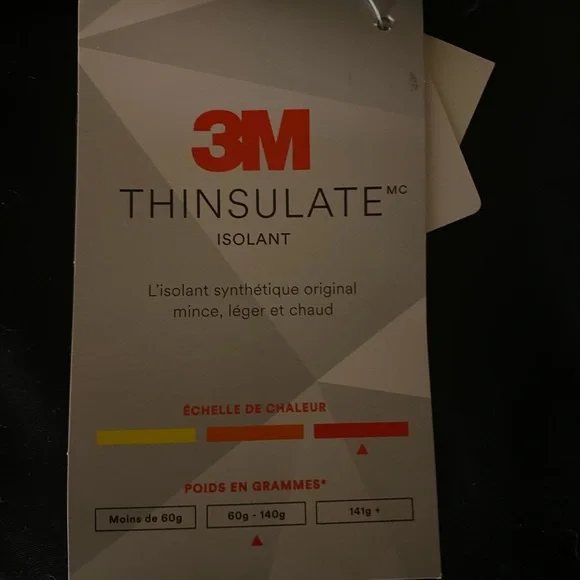 3M
THINSULATE MC
ISOLANT
L'isolant synthétique original
mince, léger et chaud
ÉCHELLE DE CHALEUR
POIDS EN GRAMMES*
Moins de 60g 60g - 140g 141g +